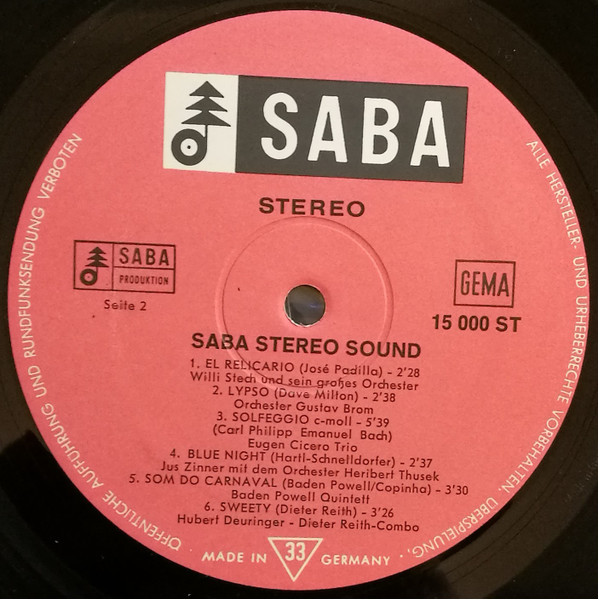 SABA
STEREO
SABA
PRODUKTION
Seite 2
GEMA
15 000 ST
SABA STEREO SOUND
1. EL RELICARIO (José Padilla) - 2'28
Willi Stech und sein großes Orchester
2. LYPSO (Dave Milton) - 2'38
Orchester Gustav Brom
3. SOLFEGGIO c-moll - 5'39
(Carl Philipp Emanuel Bach)
Eugen Cicero Trio
4. BLUE NIGHT (Hartl-Schnelldorfer) - 2'37
Jus Zinner mit dem Orchester Heribert Thusek
5. SOM DO CARNAVAL (Baden Powell/Copinha) - 3'30
Baden Powell Quintett
6. SWEETY (Dieter Reith) - 3'26
Hubert Deuringer - Dieter Reith-Combo
ALLE HERSTELLER- UND URHEBERRECHTE VORBEHALTEN. ÜBERSPIELUNG,
ÖFFENTLICHE AUFFÜHRUNG UND RUNDFUNKSENDUNG VERBOTEN
MADE IN 33 GERMANY